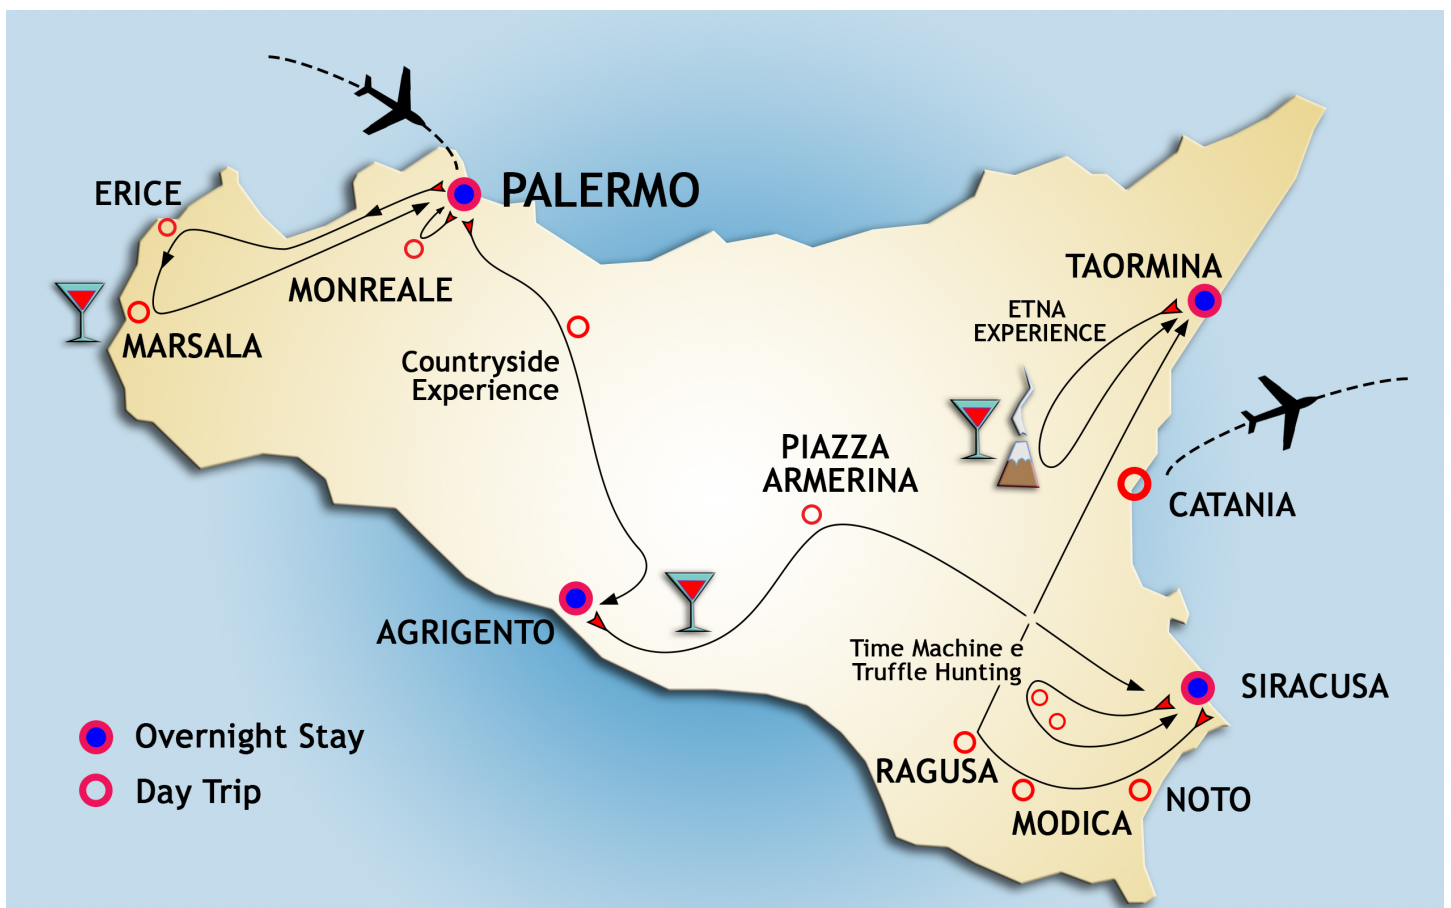 ERICE
PALERMO
MONREALE
MARSALA
Countryside
Experience
TAORMINA
ETNA
EXPERIENCE
PIAZZA
ARMERINA
CATANIA
AGRIGENTO
Time Machine e
Truffle Hunting
SIRACUSA
RAGUSA
MODICA
NOTO
Overnight Stay
Day Trip